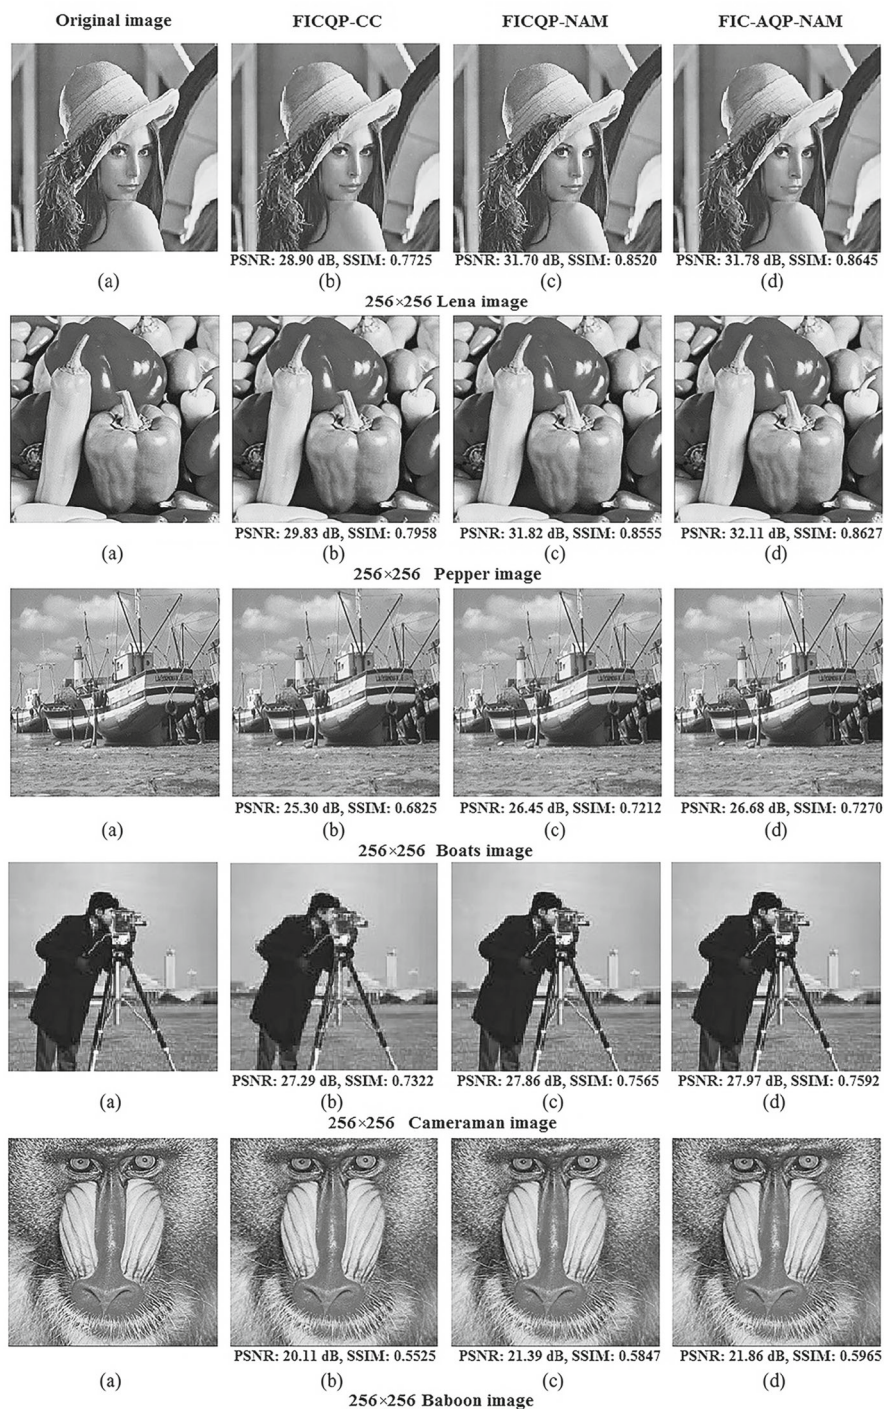 Original image FICQP-CC FICQP-NAM FIC-AQP-NAM
PSNR: 28.90 dB, SSIM: 0.7725 PSNR: 31.70 dB, SSIM: 0.8520 PSNR: 31.78 dB, SSIM: 0.8645
(a) (b) (c) (d)
256×256 Lena image
PSNR: 29.83 dB, SSIM: 0.7958 PSNR: 31.82 dB, SSIM: 0.8555 PSNR: 32.11 dB, SSIM: 0.8627
(a) (b) (c) (d)
256×256 Pepper image
PSNR: 25.30 dB, SSIM: 0.6825 PSNR: 26.45 dB, SSIM: 0.7212 PSNR: 26.68 dB, SSIM: 0.7270
(a) (b) (c) (d)
256×256 Boats image
PSNR: 27.29 dB, SSIM: 0.7322 PSNR: 27.86 dB, SSIM: 0.7565 PSNR: 27.97 dB, SSIM: 0.7592
(a) (b) (c) (d)
256×256 Cameraman image
PSNR: 20.11 dB, SSIM: 0.5525 PSNR: 21.39 dB, SSIM: 0.5847 PSNR: 21.86 dB, SSIM: 0.5965
(a) (b) (c) (d)
256×256 Baboon image